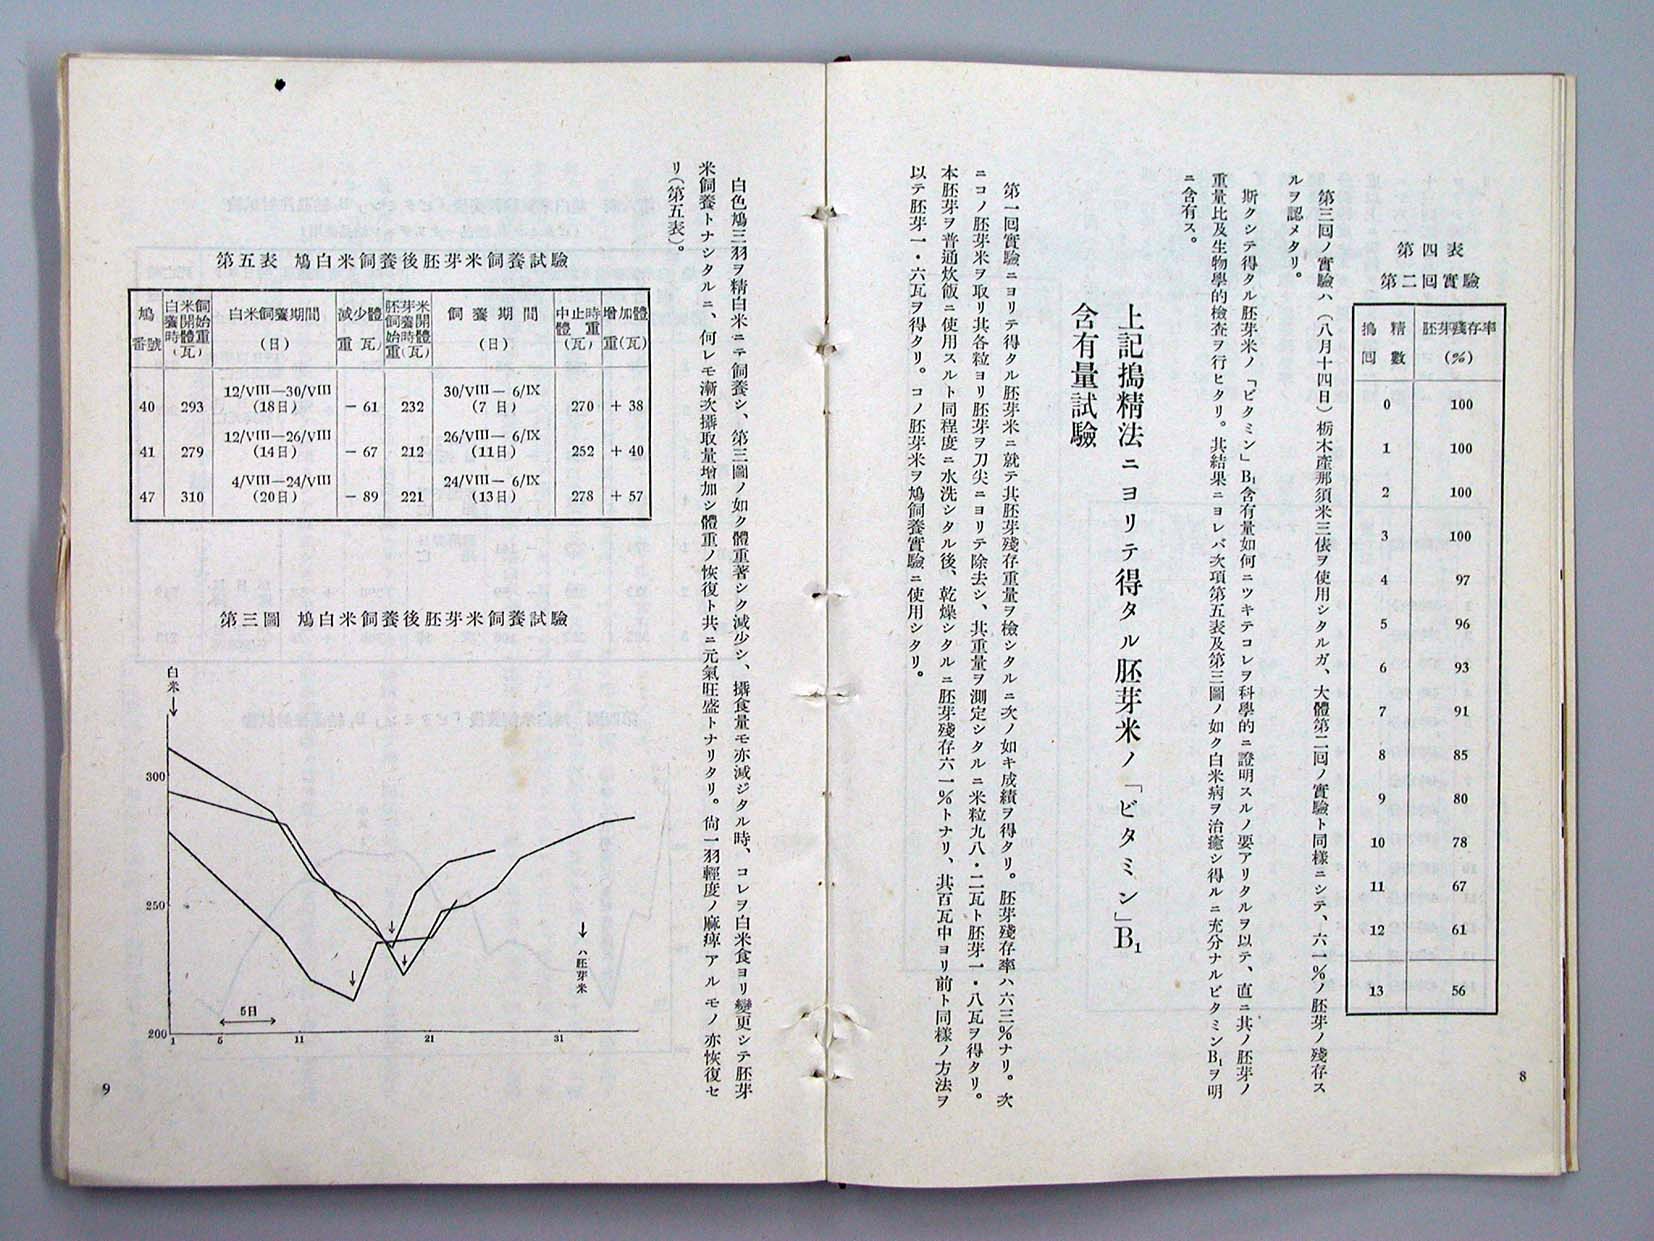 第四表
第二回實驗
搗精回數 胚芽殘存率(%)
0 100
1 100
2 100
3 100
4 97
5 96
6 93
7 91
8 85
9 80
10 78
11 67
12 61
13 56
第三回ノ實驗ハ(八月十四日)栃木產那須米三俵ヲ使用シタルガ、大體第二回ノ實驗ト同樣ニシテ、六一%ノ胚芽ノ殘存ス
ルヲ認メタリ。
斯クシテ得タル胚芽米ノ「ビタミン」B₁含有量如何ニツキテコレヲ科學的ニ證明スルノ要アリタルヲ以テ、直ニ其ノ胚芽ノ
重量比及生物學的檢査ヲ行ヒタリ。其結果ニヨレバ次項第五表及第三圖ノ如ク白米病ヲ治癒シ得ルニ充分ナルビタミンB₁ヲ明
ニ含有ス。
上記搗精法ニヨリテ得タル胚芽米ノ「ビタミン」B₁
含有量試驗
第一回實驗ニヨリテ得タル胚芽米ニ就テ其胚芽殘存重量ヲ檢シタルニ次ノ如キ成績ヲ得タリ。胚芽殘存率ハ六三%ナリ。次
ニコノ胚芽米ヲ取リ其各粒ヨリ胚芽ヲ刀尖ニヨリテ除去シ、其重量ヲ測定シタルニ米粒九八・二瓦ト胚芽一・八瓦ヲ得タリ。
本胚芽ヲ普通炊飯ニ使用スルト同程度ニ水洗シタル後、乾燥シタルニ胚芽殘存六一%トナリ、其百瓦中ヨリ前ト同樣ノ方法ヲ
以テ胚芽一・六瓦ヲ得タリ。コノ胚芽米ヲ鳩飼養實驗ニ使用シタリ。
8
白色鳩三羽ヲ精白米ニテ飼養シ、第三圖ノ如ク體重著シク減少シ、攝食量モ亦減ジタル時、コレヲ白米食ヨリ變更シテ胚芽
米飼養トナシタルニ、何レモ漸次攝取量增加シ體重ノ恢復ト共ニ元氣旺盛トナリタリ。尙一羽輕度ノ麻痺アルモノ亦恢復セ
リ(第五表)。
第五表 鳩白米飼養後胚芽米飼養試驗
鳩番號 白米飼養開始時體重(瓦) 白米飼養期間(日) 減少體重瓦) 胚芽米飼養開始時體重(瓦) 飼養期間(日) 中止時體重(瓦) 增加體重(瓦)
40 293 12/VIII—30/VIII (18日) − 61 232 30/VIII— 6/IX (7 日) 270 + 38
41 279 12/VIII—26/VIII (14日) − 67 212 26/VIII— 6/IX (11日) 252 + 40
47 310 4/VIII—24/VIII (20日) − 89 221 24/VIII— 6/IX (13日) 278 + 57
第三圖 鳩白米飼養後胚芽米飼養試驗
白米↓
300
250
200
↓ハ胚芽米
5日
1 5 11 21 31
9